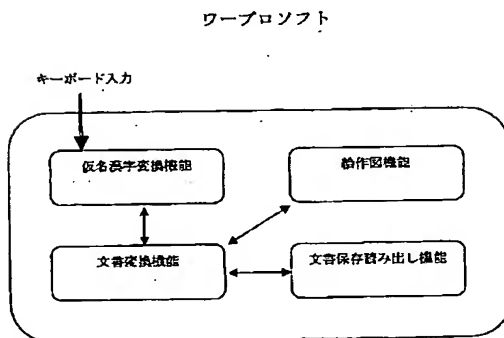 ワープロソフト
キーボード入力
仮名漢字変換機能
絵作図機能
文書変換機能
文書保存読み出し機能